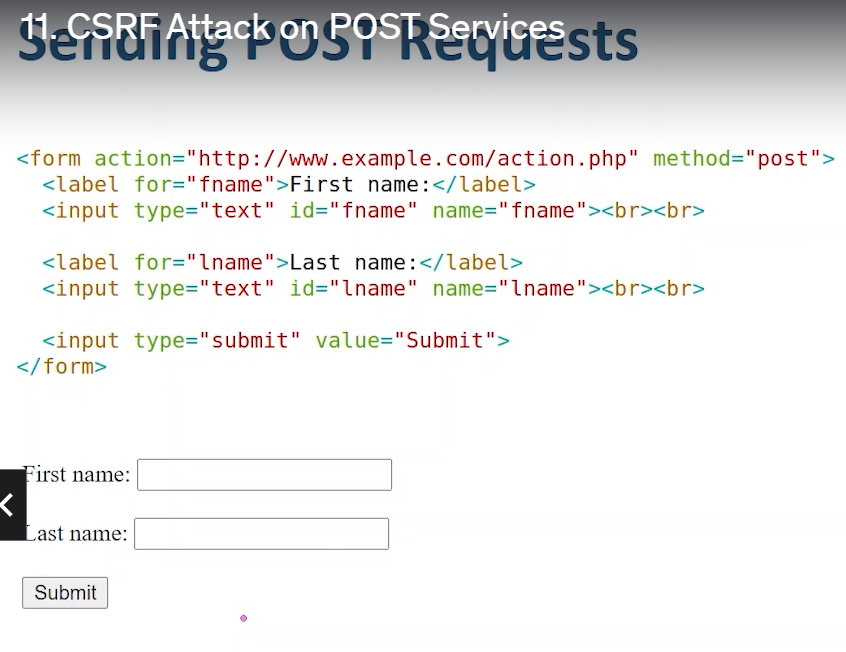 11. CSRF Attack on POST Services
Sending POST Requests
<form action="http://www.example.com/action.php" method="post">
<label for="fname">First name:</label>
<input type="text" id="fname" name="fname"><br><br>
<label for="lname">Last name:</label>
<input type="text" id="lname" name="lname"><br><br>
<input type="submit" value="Submit">
</form>
First name:
Last name:
Submit